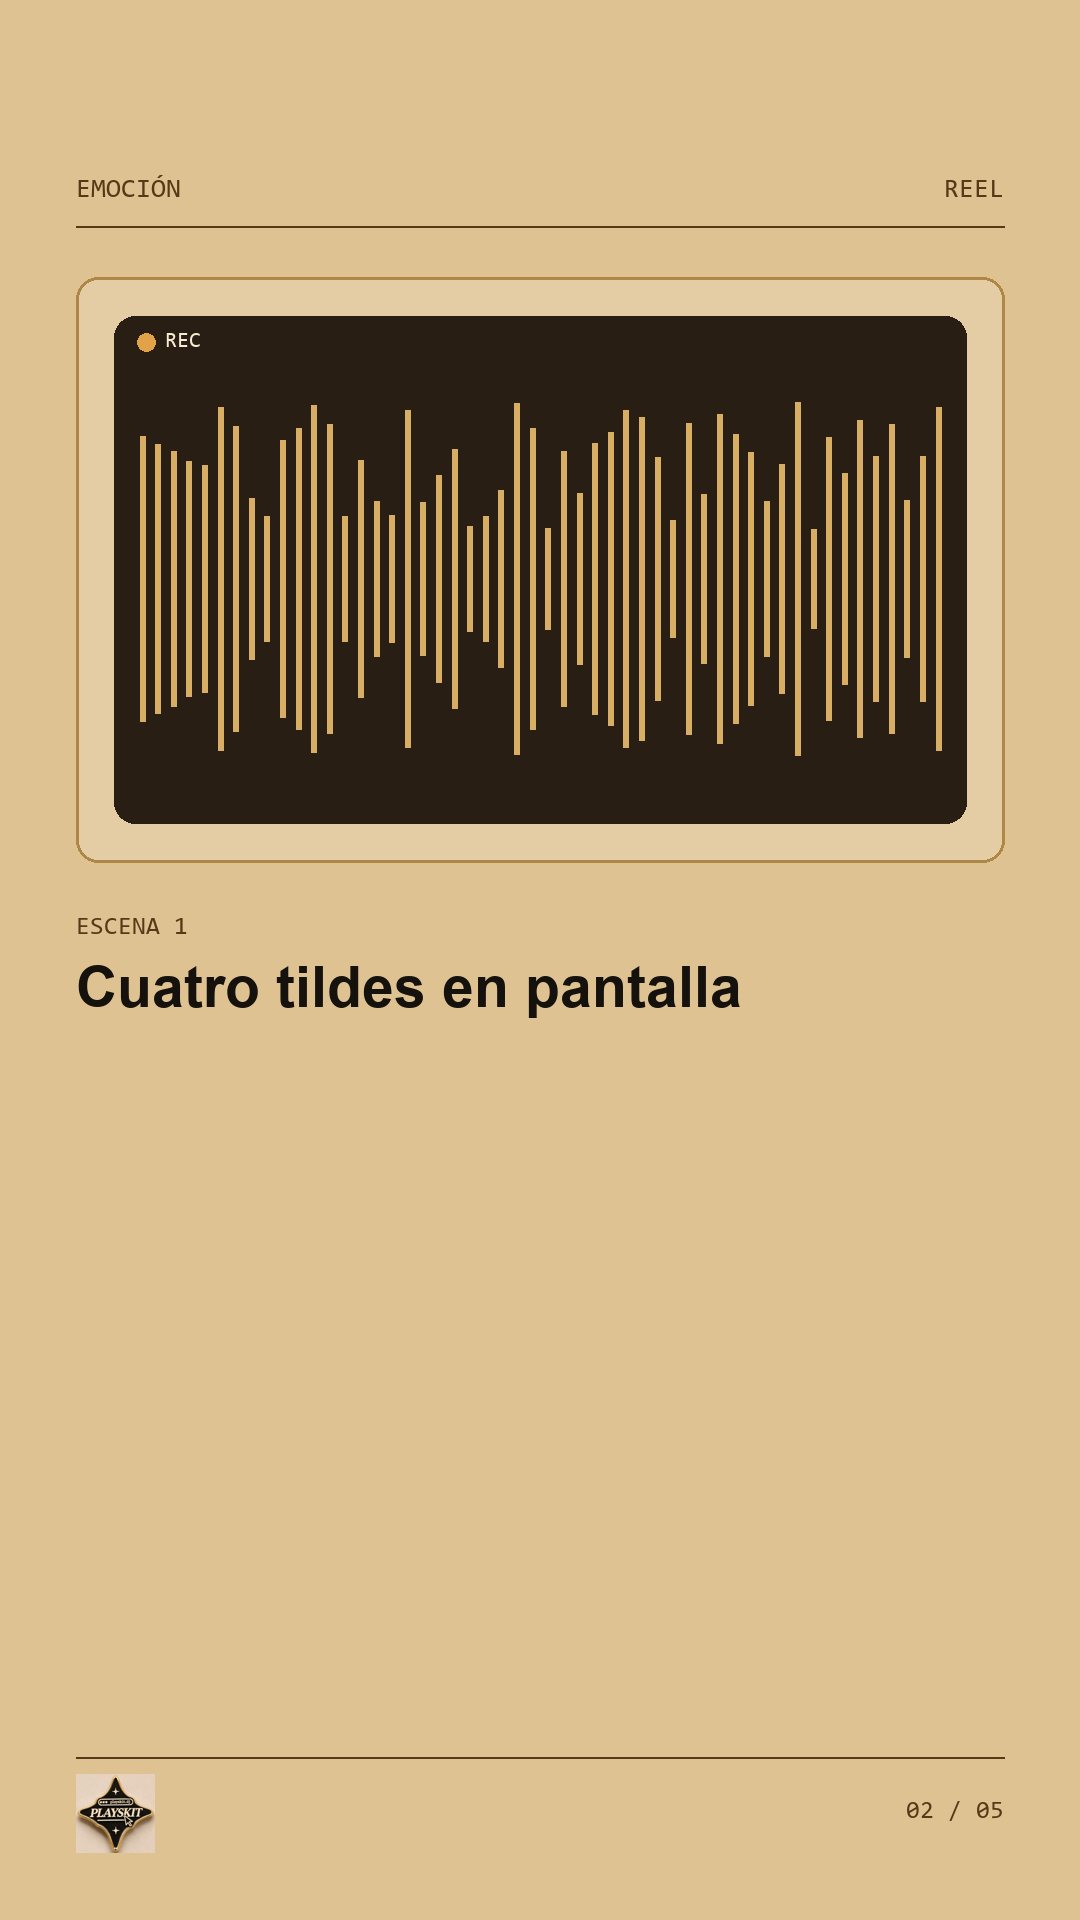 EMOCIÓN
REEL
REC
ESCENA 1
Cuatro tildes en pantalla
PLAYSKIT
02 / 05